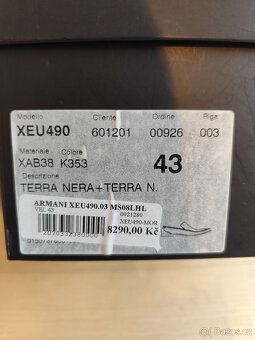 Modello Cliente Ordine Riga
XEU490 601201 00926 003
Materiale Colore
XAB38 K353 43
Descrizione
TERRA NERA+TERRA N.
ARMANI XEU490.03 MS08LHL
VEL.43
0021280
XEU490-MOR
2070332380000
8290,00 Kč